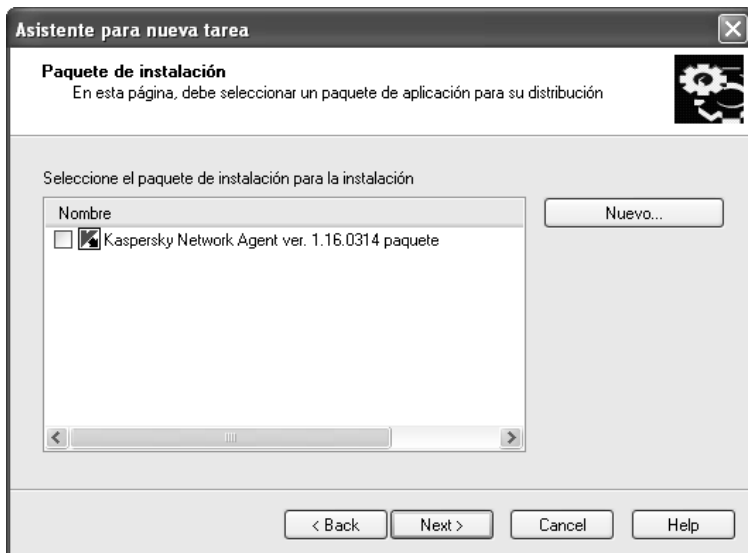 Asistente para nueva tarea
Paquete de instalación
En esta página, debe seleccionar un paquete de aplicación para su distribución
Seleccione el paquete de instalación para la instalación
Nombre
Nuevo...
Kaspersky Network Agent ver. 1.16.0314 paquete
< Back
Next >
Cancel
Help